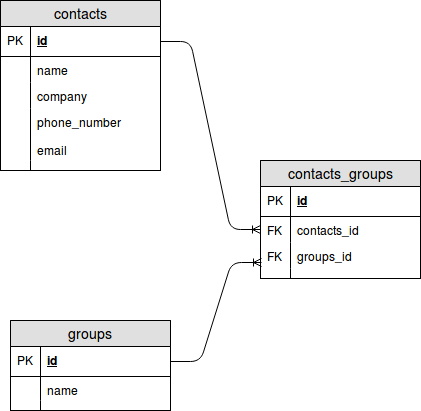 contacts
PK id
name
company
phone_number
email
contacts_groups
PK id
FK contacts_id
FK groups_id
groups
PK id
name